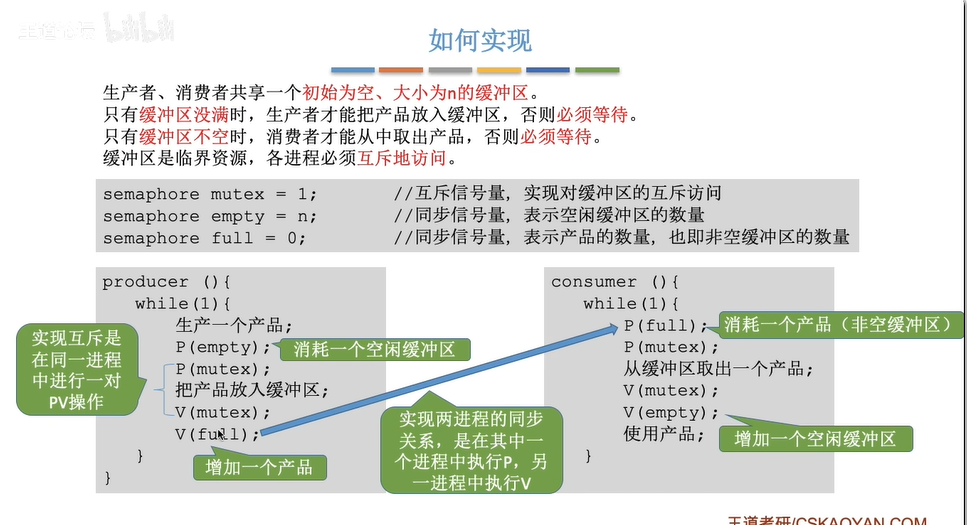 王道论坛 bilibili
如何实现
生产者、消费者共享一个初始为空、大小为n的缓冲区。
只有缓冲区没满时，生产者才能把产品放入缓冲区，否则必须等待。
只有缓冲区不空时，消费者才能从中取出产品，否则必须等待。
缓冲区是临界资源，各进程必须互斥地访问。
semaphore mutex = 1; //互斥信号量，实现对缓冲区的互斥访问
semaphore empty = n; //同步信号量，表示空闲缓冲区的数量
semaphore full = 0; //同步信号量，表示产品的数量，也即非空缓冲区的数量
producer (){
while(1){
生产一个产品;
P(empty);
P(mutex);
把产品放入缓冲区;
V(mutex);
V(full);
}
}
实现互斥是
在同一进程
中进行一对
PV操作
消耗一个空闲缓冲区
增加一个产品
实现两进程的同步
关系，是在其中一
个进程中执行P，另
一进程中执行V
consumer (){
while(1){
P(full);
P(mutex);
从缓冲区取出一个产品;
V(mutex);
V(empty);
使用产品;
}
}
消耗一个产品（非空缓冲区）
增加一个空闲缓冲区
王道考研/CSKAOYAN.COM